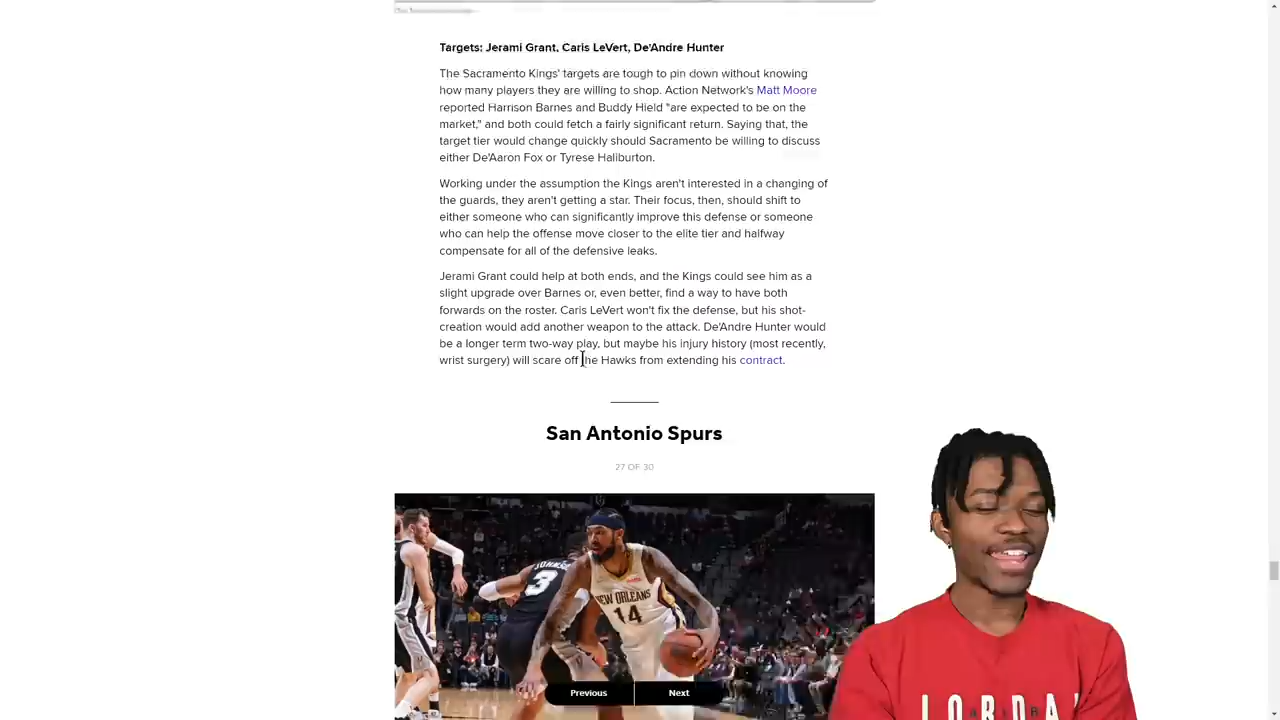 Targets: Jerami Grant, Caris LeVert, De'Andre Hunter
The Sacramento Kings' targets are tough to pin down without knowing
how many players they are willing to shop. Action Network's Matt Moore
reported Harrison Barnes and Buddy Hield "are expected to be on the
market," and both could fetch a fairly significant return. Saying that, the
target tier would change quickly should Sacramento be willing to discuss
either De'Aaron Fox or Tyrese Haliburton.
Working under the assumption the Kings aren't interested in a changing of
the guards, they aren't getting a star. Their focus, then, should shift to
either someone who can significantly improve this defense or someone
who can help the offense move closer to the elite tier and halfway
compensate for all of the defensive leaks.
Jerami Grant could help at both ends, and the Kings could see him as a
slight upgrade over Barnes or, even better, find a way to have both
forwards on the roster. Caris LeVert won't fix the defense, but his shot-
creation would add another weapon to the attack. De'Andre Hunter would
be a longer term two-way play, but maybe his injury history (most recently,
wrist surgery) will scare off the Hawks from extending his contract.
San Antonio Spurs
27 OF 30
JOHNSON
3
NEW ORLEANS
14
Previous
Next
JORDAN